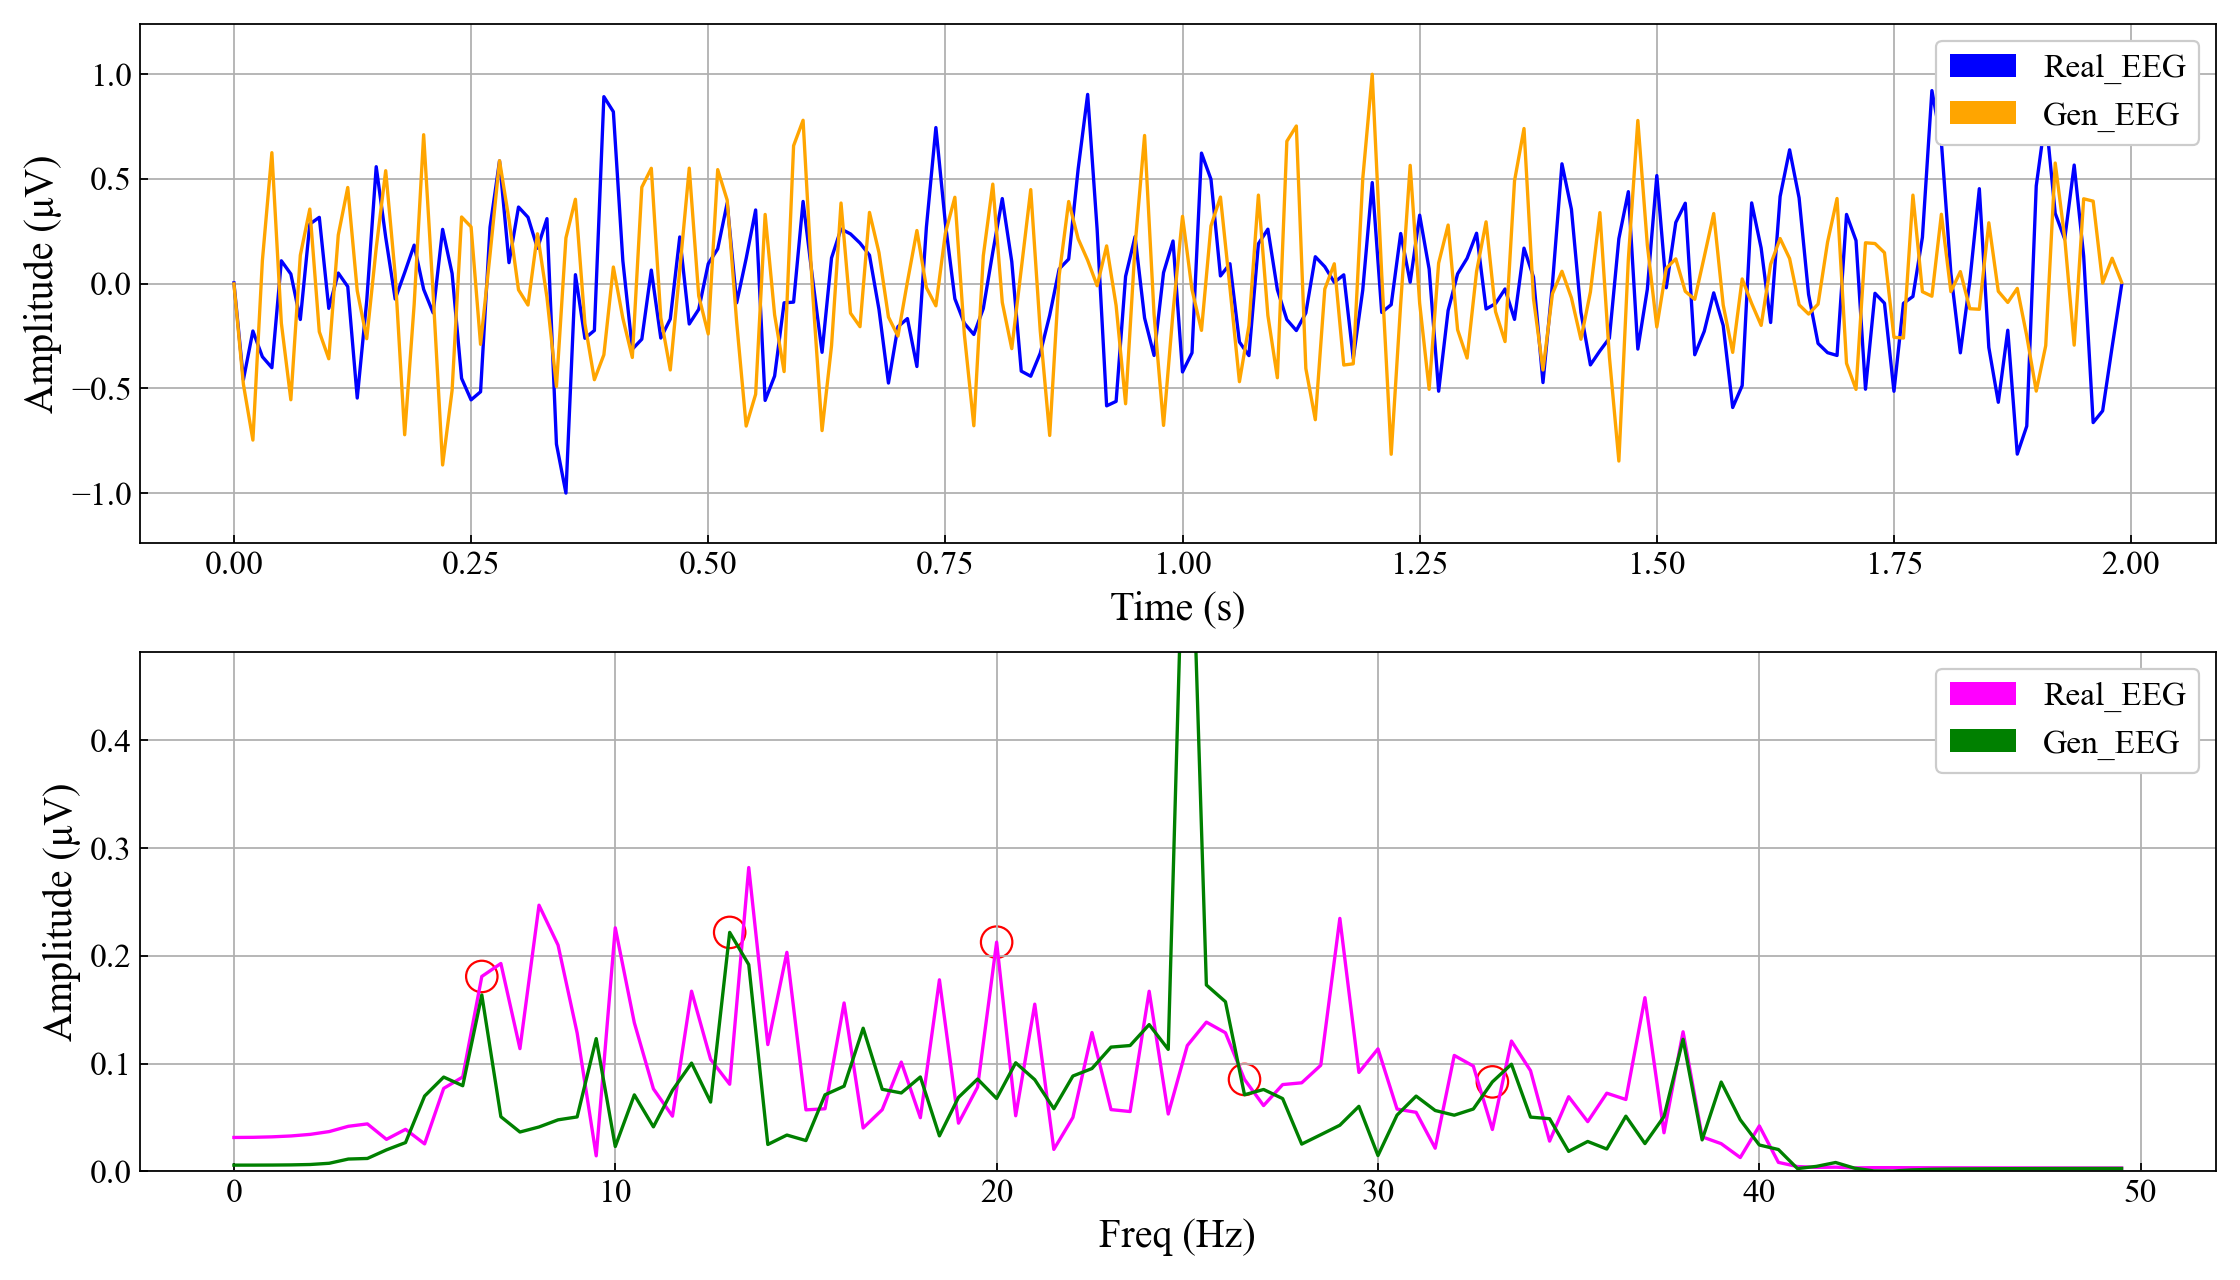 1.0
0.5
0.0
−0.5
−1.0
Amplitude (μV)
Real_EEG
Gen_EEG
0.00 0.25 0.50 0.75 1.00 1.25 1.50 1.75 2.00
Time (s)
0.4
0.3
0.2
0.1
0.0
Amplitude (μV)
Real_EEG
Gen_EEG
0 10 20 30 40 50
Freq (Hz)